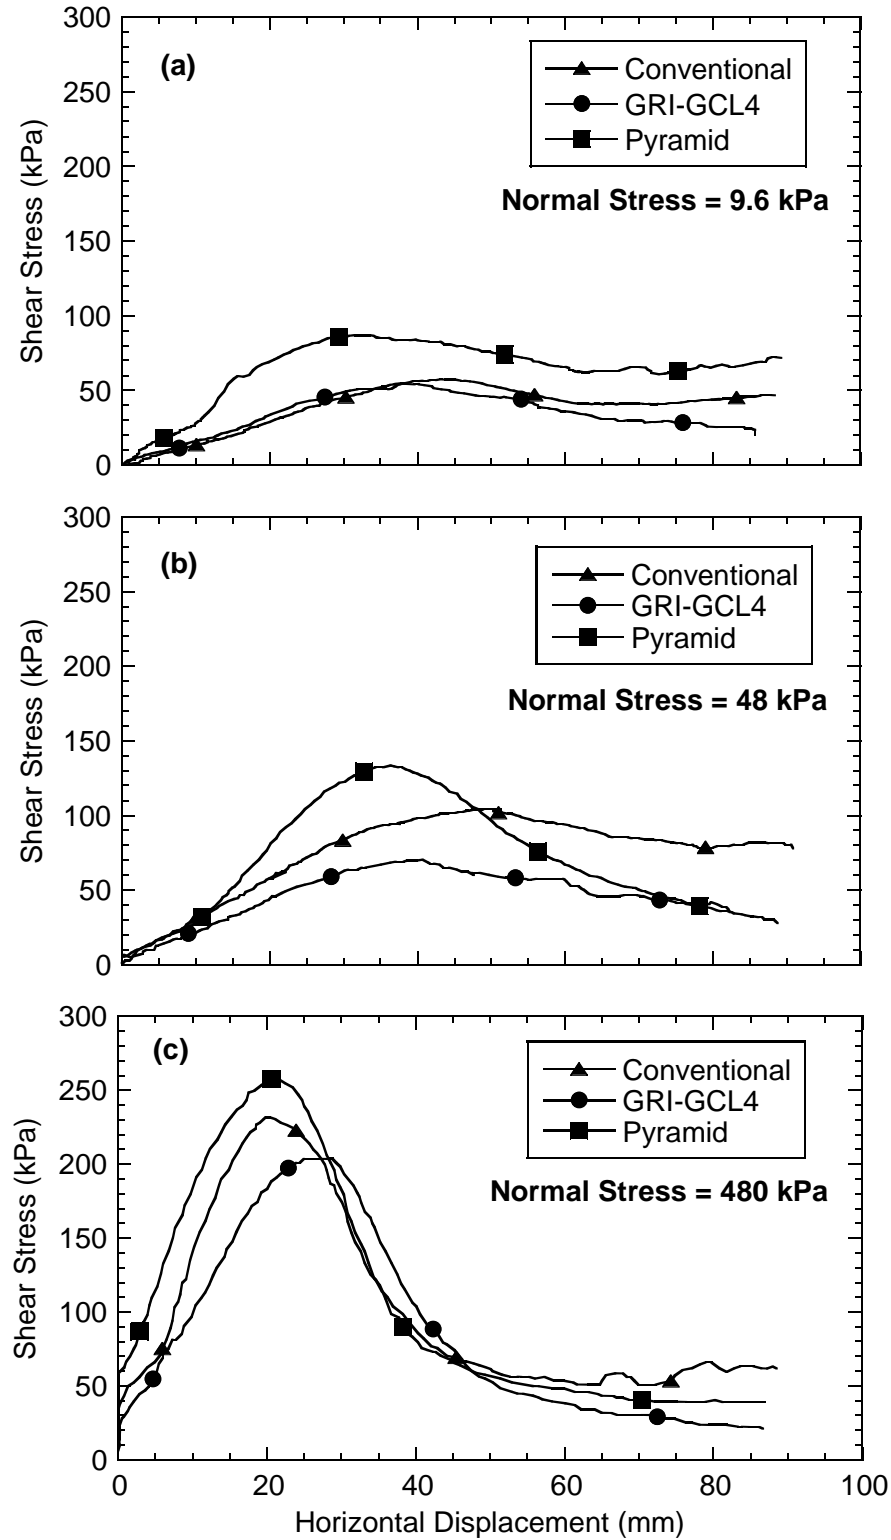 300
(a)
Conventional
250
GRI-GCL4
Pyramid
200
Normal Stress = 9.6 kPa
Shear Stress (kPa)
150
100
50
0
300
(b)
Conventional
250
GRI-GCL4
Pyramid
200
Normal Stress = 48 kPa
Shear Stress (kPa)
150
100
50
0
300
(c)
Conventional
250
GRI-GCL4
Pyramid
200
Normal Stress = 480 kPa
Shear Stress (kPa)
150
100
50
0
0 20 40 60 80 100
Horizontal Displacement (mm)